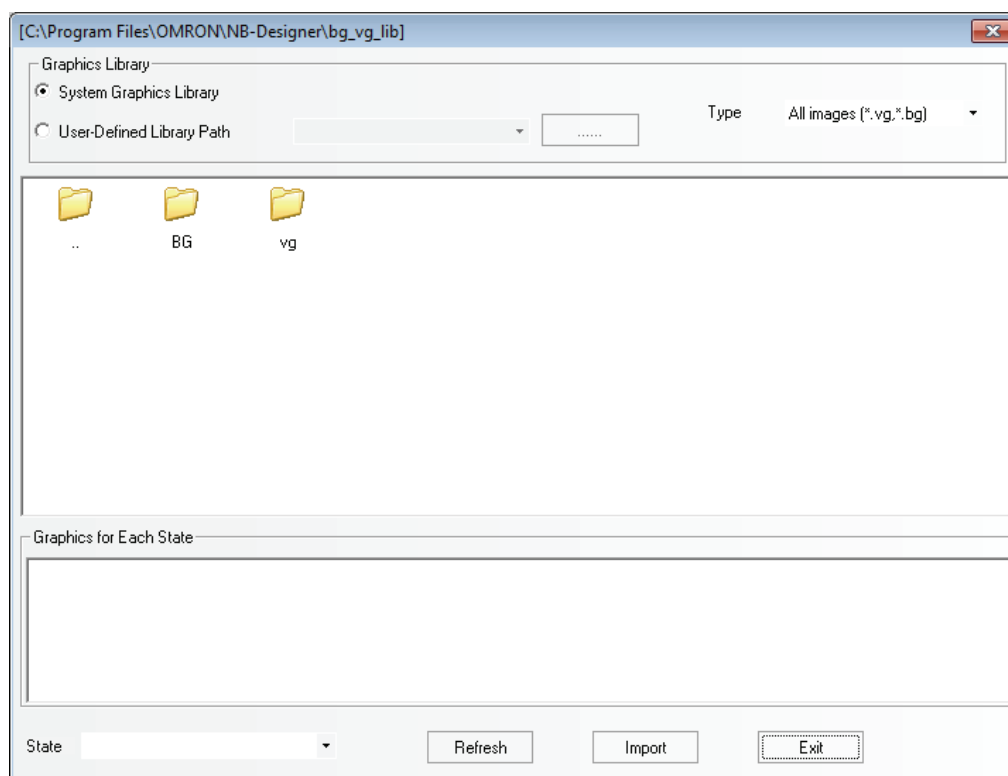 [C:\Program Files\OMRON\NB-Designer\bg_vg_lib]
Graphics Library
System Graphics Library
User-Defined Library Path
......
Type
All images (*.vg,*.bg)
..
BG
vg
Graphics for Each State
State
Refresh
Import
Exit